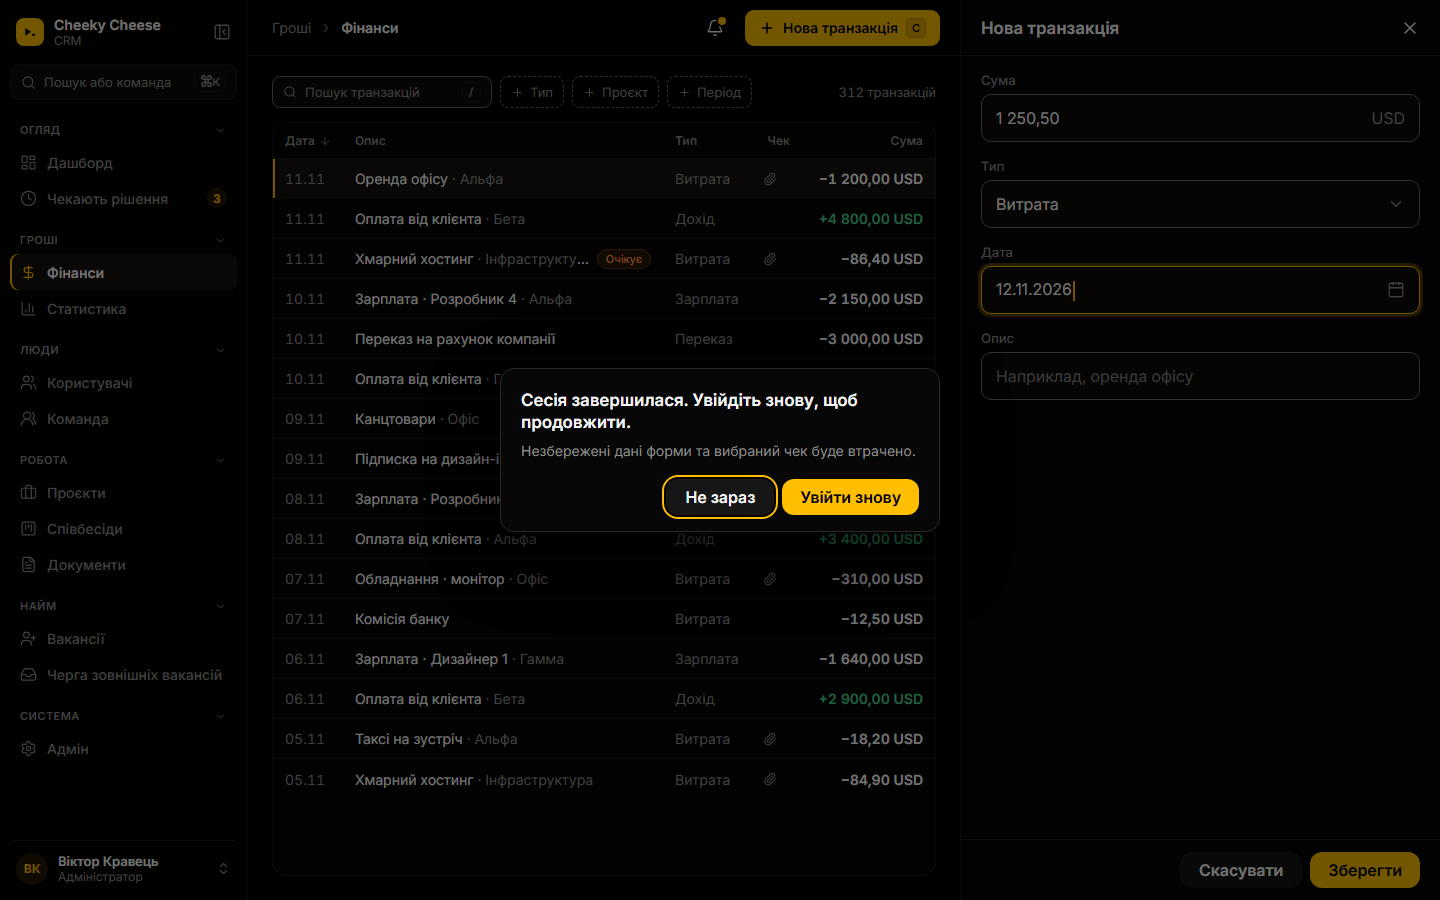 Cheeky Cheese
CRM
Пошук або команда ⌘K
ОГЛЯД
Дашборд
Чекають рішення 3
ГРОШІ
Фінанси
Статистика
ЛЮДИ
Користувачі
Команда
РОБОТА
Проєкти
Співбесіди
Документи
НАЙМ
Вакансії
Черга зовнішніх вакансій
СИСТЕМА
Адмін
ВК
Віктор Кравець
Адміністратор
Гроші › Фінанси
+ Нова транзакція C
Пошук транзакцій /
+ Тип
+ Проєкт
+ Період
312 транзакцій
Дата ↓ Опис Тип Чек Сума
11.11 Оренда офісу · Альфа Витрата −1 200,00 USD
11.11 Оплата від клієнта · Бета Дохід +4 800,00 USD
11.11 Хмарний хостинг · Інфраструкту... Очікує Витрата −86,40 USD
10.11 Зарплата · Розробник 4 · Альфа Зарплата −2 150,00 USD
10.11 Переказ на рахунок компанії Переказ −3 000,00 USD
10.11 Оплата від клієнта ·
09.11 Канцтовари · Офіс
09.11 Підписка на дизайн-і
08.11 Зарплата · Розробник
08.11 Оплата від клієнта · Альфа Дохід +3 400,00 USD
07.11 Обладнання · монітор · Офіс Витрата −310,00 USD
07.11 Комісія банку Витрата −12,50 USD
06.11 Зарплата · Дизайнер 1 · Гамма Зарплата −1 640,00 USD
06.11 Оплата від клієнта · Бета Дохід +2 900,00 USD
05.11 Таксі на зустріч · Альфа Витрата −18,20 USD
05.11 Хмарний хостинг · Інфраструктура Витрата −84,90 USD
Сесія завершилася. Увійдіть знову, щоб
продовжити.
Незбережені дані форми та вибраний чек буде втрачено.
Не зараз
Увійти знову
Нова транзакція
Сума
1 250,50 USD
Тип
Витрата
Дата
12.11.2026
Опис
Наприклад, оренда офісу
Скасувати
Зберегти